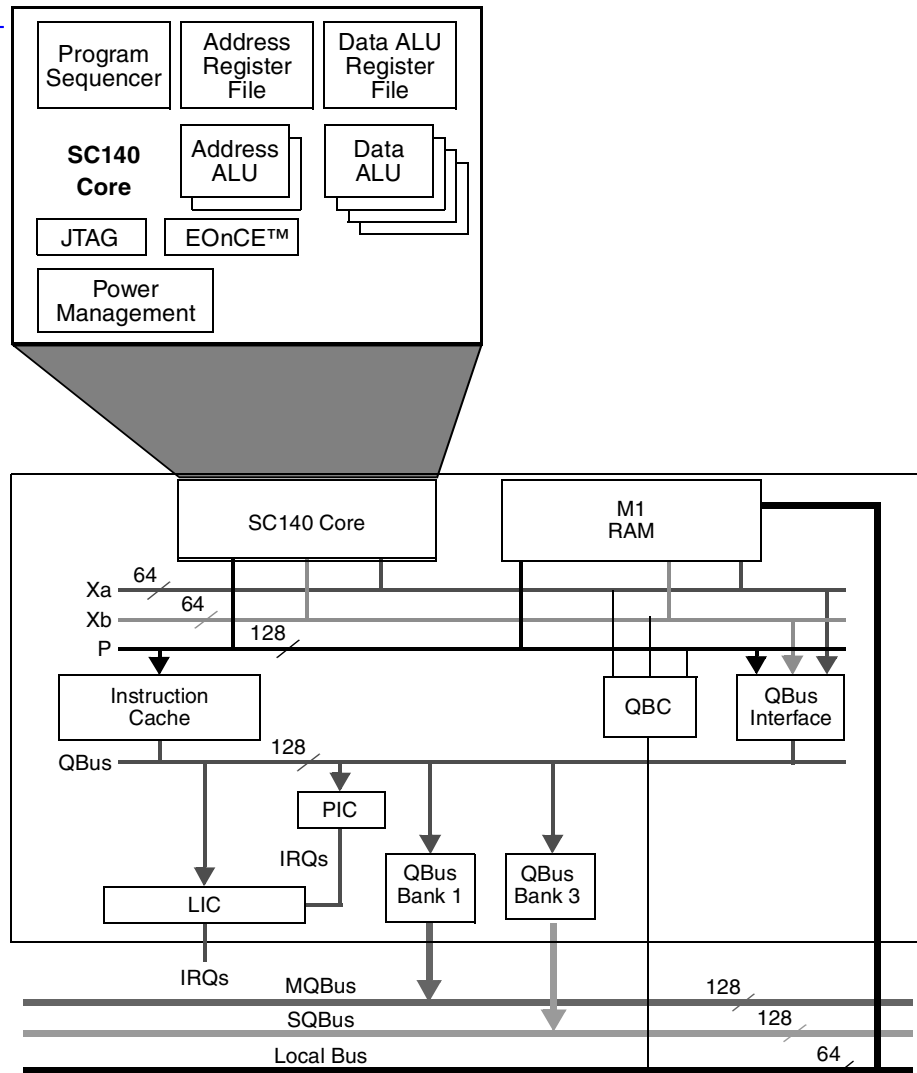 Program
Sequencer
Address
Register
File
Data ALU
Register
File
SC140
Core
Address
ALU
Data
ALU
JTAG
EOnCE™
Power
Management
SC140 Core
M1
RAM
Xa
64
Xb
64
P
128
Instruction
Cache
QBC
QBus
Interface
QBus
128
PIC
IRQs
LIC
QBus
Bank 1
QBus
Bank 3
IRQs
MQBus
128
SQBus
128
Local Bus
64